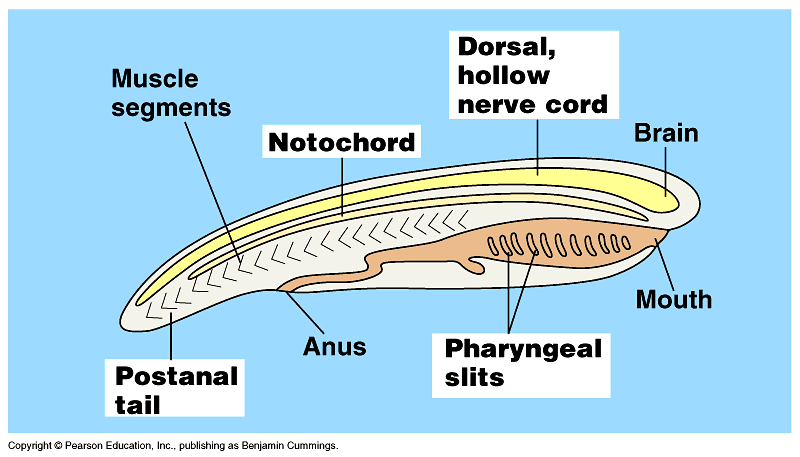 Dorsal,
hollow
nerve cord
Muscle
segments
Notochord
Brain
Mouth
Anus
Pharyngeal
slits
Postanal
tail
Copyright © Pearson Education, Inc., publishing as Benjamin Cummings.